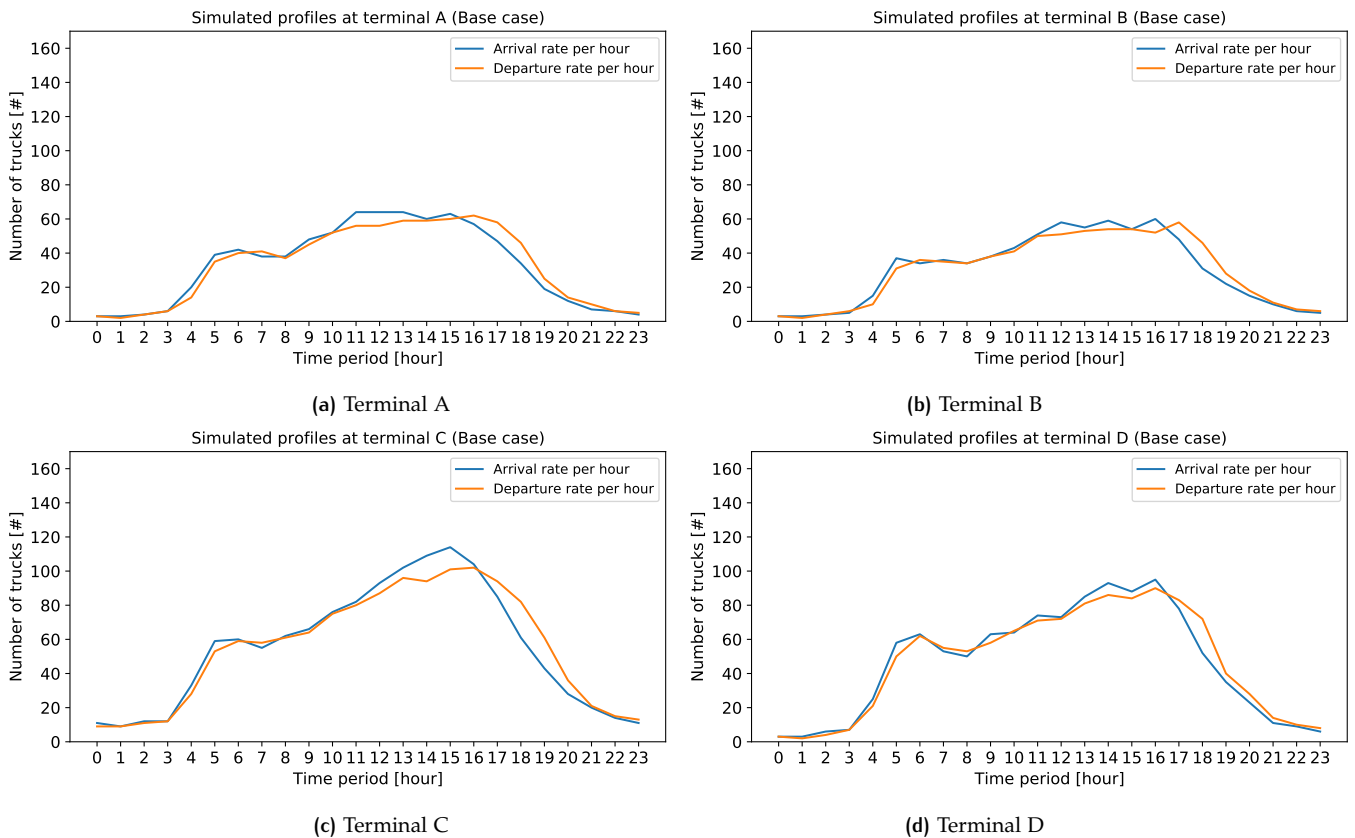 Simulated profiles at terminal A (Base case)
160
140
120
100
80
60
40
20
0
Number of trucks [#]
Arrival rate per hour
Departure rate per hour
0 1 2 3 4 5 6 7 8 9 10 11 12 13 14 15 16 17 18 19 20 21 22 23
Time period [hour]
(a) Terminal A
Simulated profiles at terminal B (Base case)
160
140
120
100
80
60
40
20
0
Number of trucks [#]
Arrival rate per hour
Departure rate per hour
0 1 2 3 4 5 6 7 8 9 10 11 12 13 14 15 16 17 18 19 20 21 22 23
Time period [hour]
(b) Terminal B
Simulated profiles at terminal C (Base case)
160
140
120
100
80
60
40
20
0
Number of trucks [#]
Arrival rate per hour
Departure rate per hour
0 1 2 3 4 5 6 7 8 9 10 11 12 13 14 15 16 17 18 19 20 21 22 23
Time period [hour]
(c) Terminal C
Simulated profiles at terminal D (Base case)
160
140
120
100
80
60
40
20
0
Number of trucks [#]
Arrival rate per hour
Departure rate per hour
0 1 2 3 4 5 6 7 8 9 10 11 12 13 14 15 16 17 18 19 20 21 22 23
Time period [hour]
(d) Terminal D